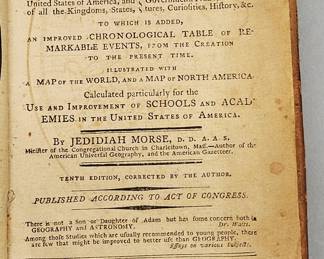 United States of America, and
of all the Kingdoms, States, tures, Curiosities, History, &c.
TO WHICH IS ADDED,
AN IMPROVED CHRONOLOGICAL TABLE OF RE-
MARKABLE EVENTS, FROM THE CREATION
TO THE PRESENT TIME.
ILLUSTRATED WITH
A MAP OF THE WORLD, AND A MAP OF NORTH AMERICA
Calculated particularly for the
USE AND IMPROVEMENT OF SCHOOLS AND ACAD-
EMIES IN THE UNITED STATES OF AMERICA.
BY JEDIDIAH MORSE, D. D. A. A. S.
Minister of the Congregational Church in Charlestown, Mass.—Author of the
American Universal Geography, and the American Gazetteer.
TENTH EDITION, CORRECTED BY THE AUTHOR.
PUBLISHED ACCORDING TO ACT OF CONGRESS.
There is not a Son or Daughter of Adam but has some concern both in
GEOGRAPHY and ASTRONOMY. Dr. Watts.
Among those Studies which are usually recommended to young people, there
are few that might be improved to better use than GEOGRAPHY.
Essays on various Subjects.